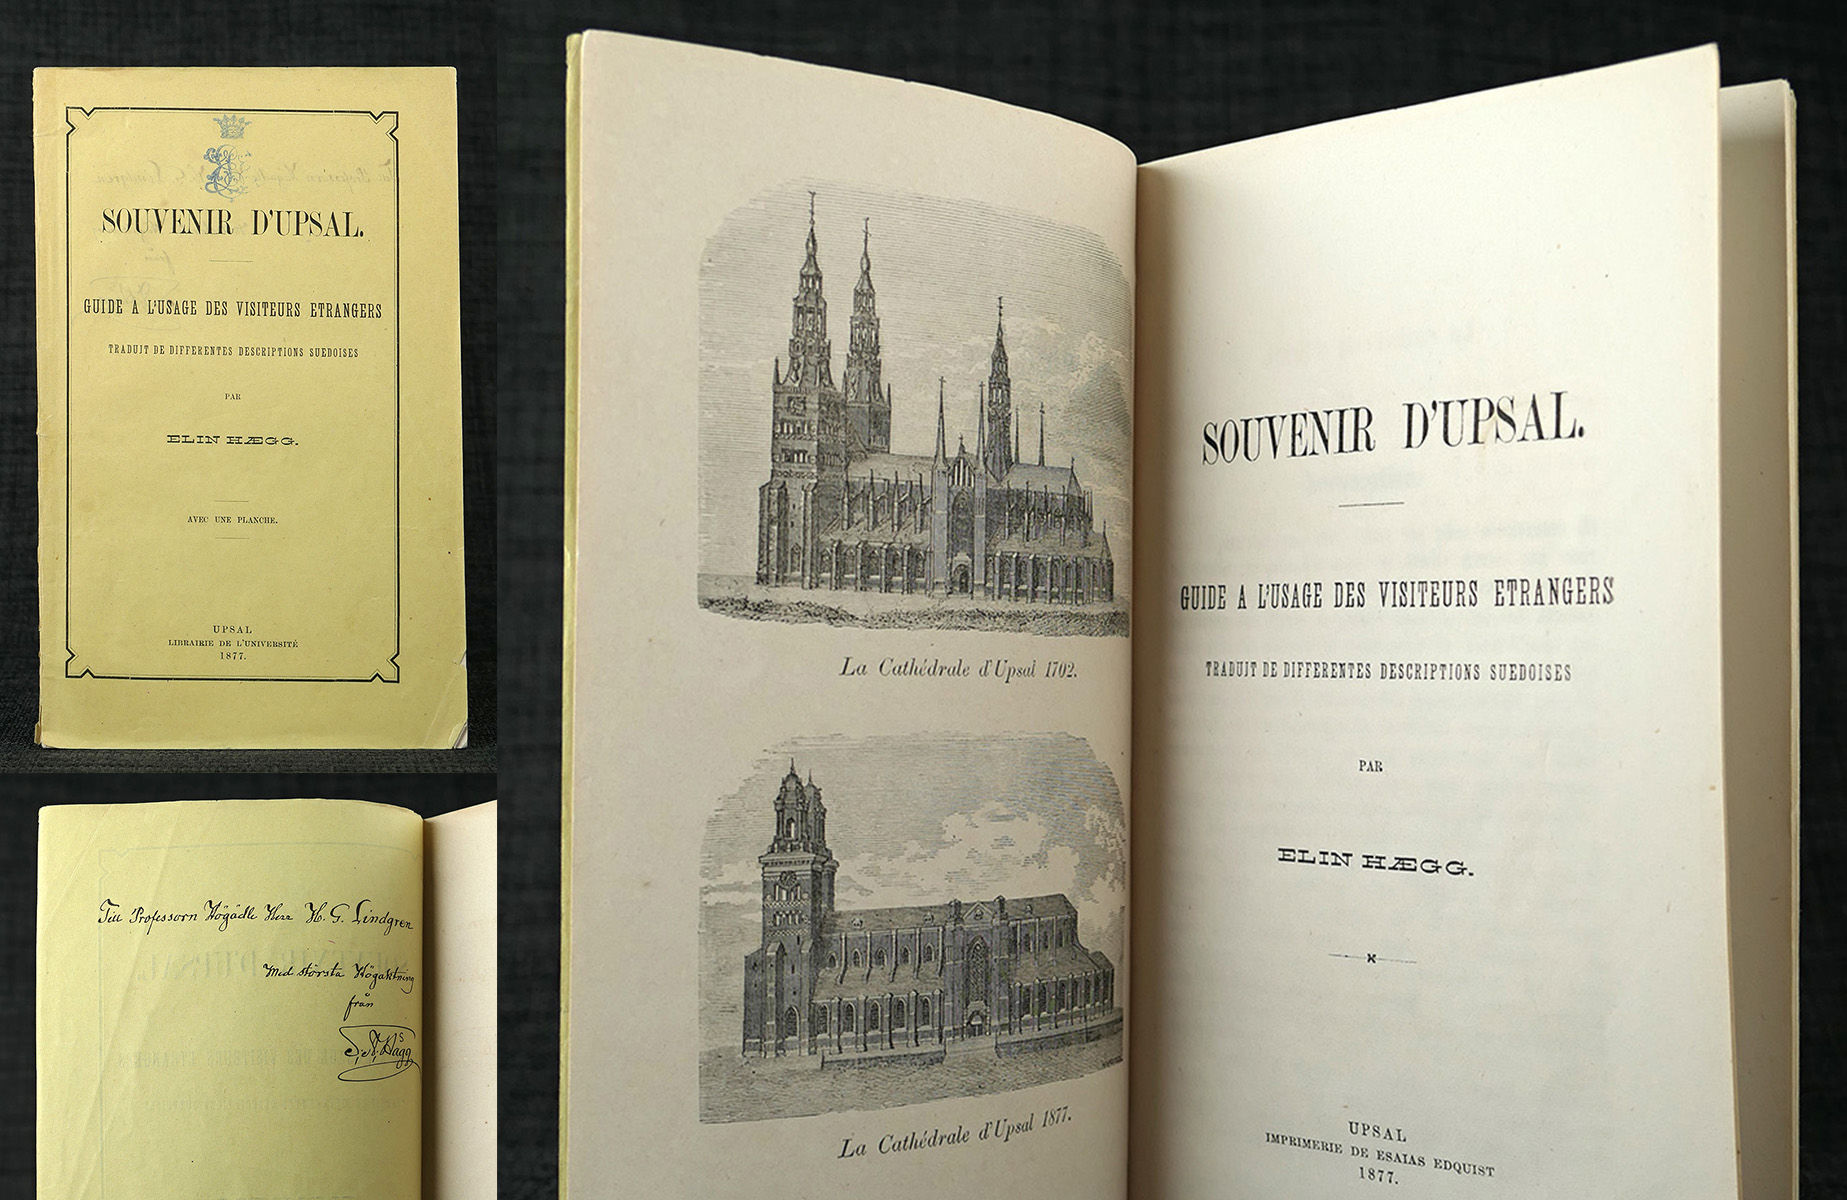 SOUVENIR D'UPSAL.
GUIDE A L'USAGE DES VISITEURS ETRANGERS
TRADUIT DE DIFFERENTES DESCRIPTIONS SUEDOISES
PAR
ELIN HÆGG.
AVEC UNE PLANCHE.
UPSAL
LIBRAIRIE DE L'UNIVERSITÉ
1877.
Till Professorn Högädle Herr H. G. Lindgren
Med största Högaktning
från
Hägg
La Cathédrale d'Upsal 1702.
La Cathédrale d'Upsal 1877.
SOUVENIR D'UPSAL.
GUIDE A L'USAGE DES VISITEURS ETRANGERS
TRADUIT DE DIFFERENTES DESCRIPTIONS SUEDOISES
PAR
ELIN HÆGG.
UPSAL
IMPRIMERIE DE ESAIAS EDQUIST
1877.